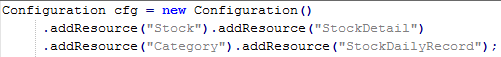 Configuration cfg = new Configuration()
.addResource("Stock").addResource("StockDetail")
.addResource("Category").addResource("StockDailyRecord");